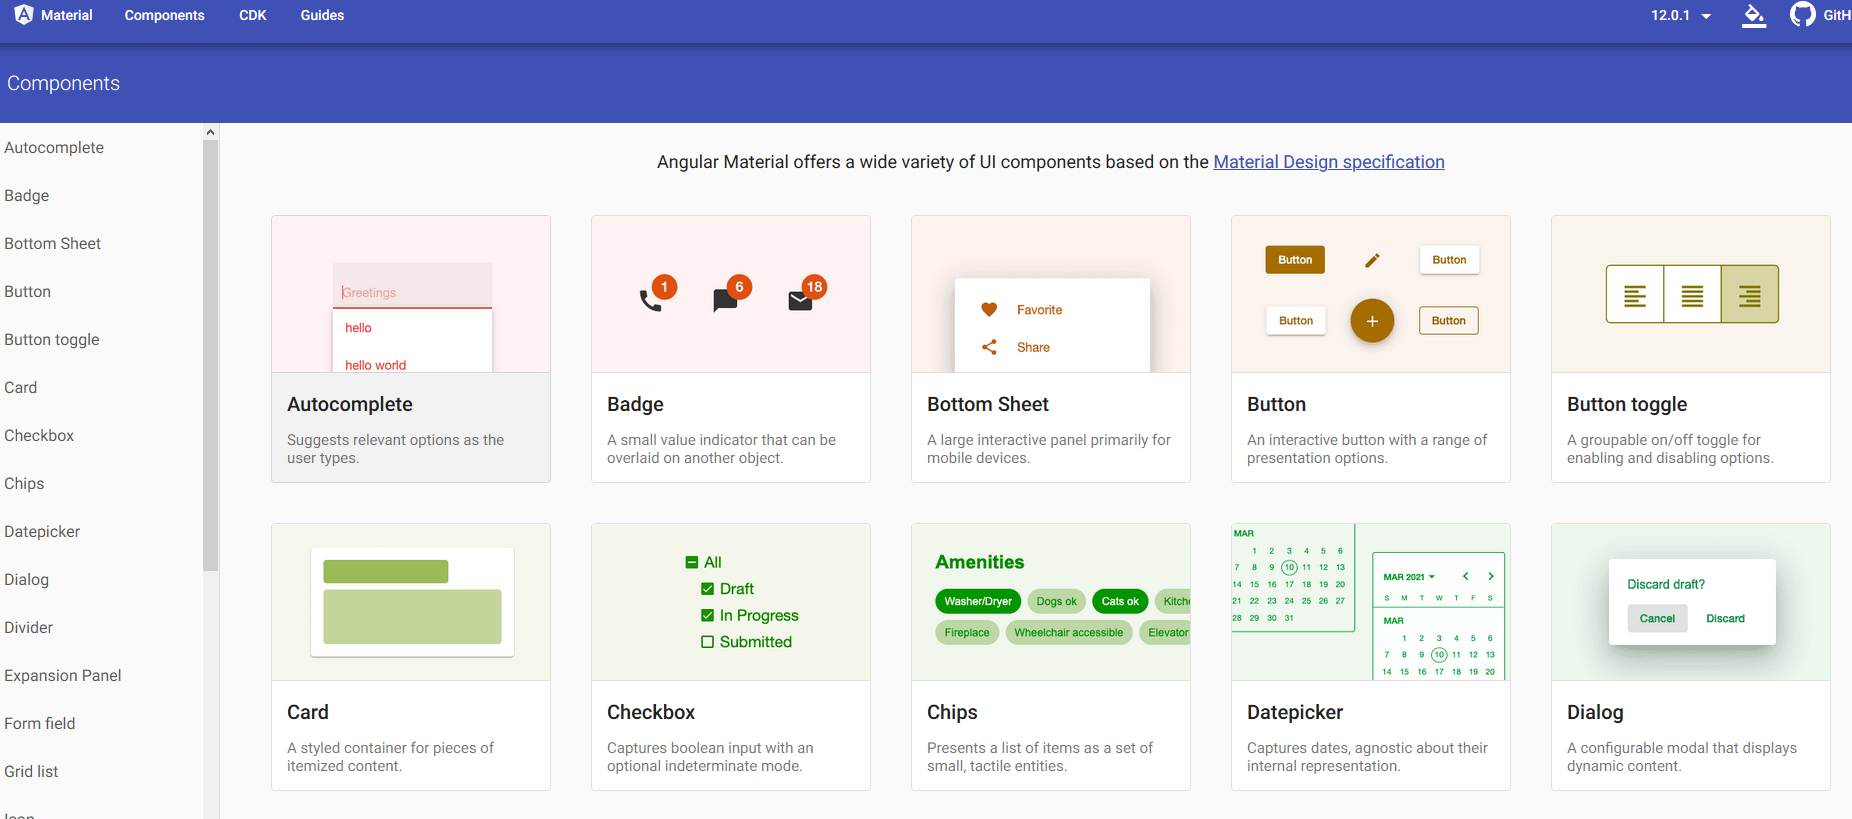 Material
Components
CDK
Guides
12.0.1
Components
Autocomplete
Badge
Bottom Sheet
Button
Button toggle
Card
Checkbox
Chips
Datepicker
Dialog
Divider
Expansion Panel
Form field
Grid list
Angular Material offers a wide variety of UI components based on the Material Design specification
Greetings
hello
hello world
Autocomplete
Suggests relevant options as the
user types.
1
6
18
Badge
A small value indicator that can be
overlaid on another object.
Favorite
Share
Bottom Sheet
A large interactive panel primarily for
mobile devices.
Button
Button
Button
+
Button
Button
An interactive button with a range of
presentation options.
Button toggle
A groupable on/off toggle for
enabling and disabling options.
Card
A styled container for pieces of
itemized content.
All
Draft
In Progress
Submitted
Checkbox
Captures boolean input with an
optional indeterminate mode.
Amenities
Washer/Dryer Dogs ok Cats ok
Fireplace Wheelchair accessible Elevator
Chips
Presents a list of items as a set of
small, tactile entities.
MAR
1 2 3 4 5 6
7 8 9 10 11 12 13
14 15 16 17 18 19 20
21 22 23 24 25 26 27
28 29 30 31
MAR 2021
S M T W T F S
MAR
1 2 3 4 5 6
7 8 9 10 11 12 13
14 15 16 17 18 19 20
Datepicker
Captures dates, agnostic about their
internal representation.
Discard draft?
Cancel Discard
Dialog
A configurable modal that displays
dynamic content.